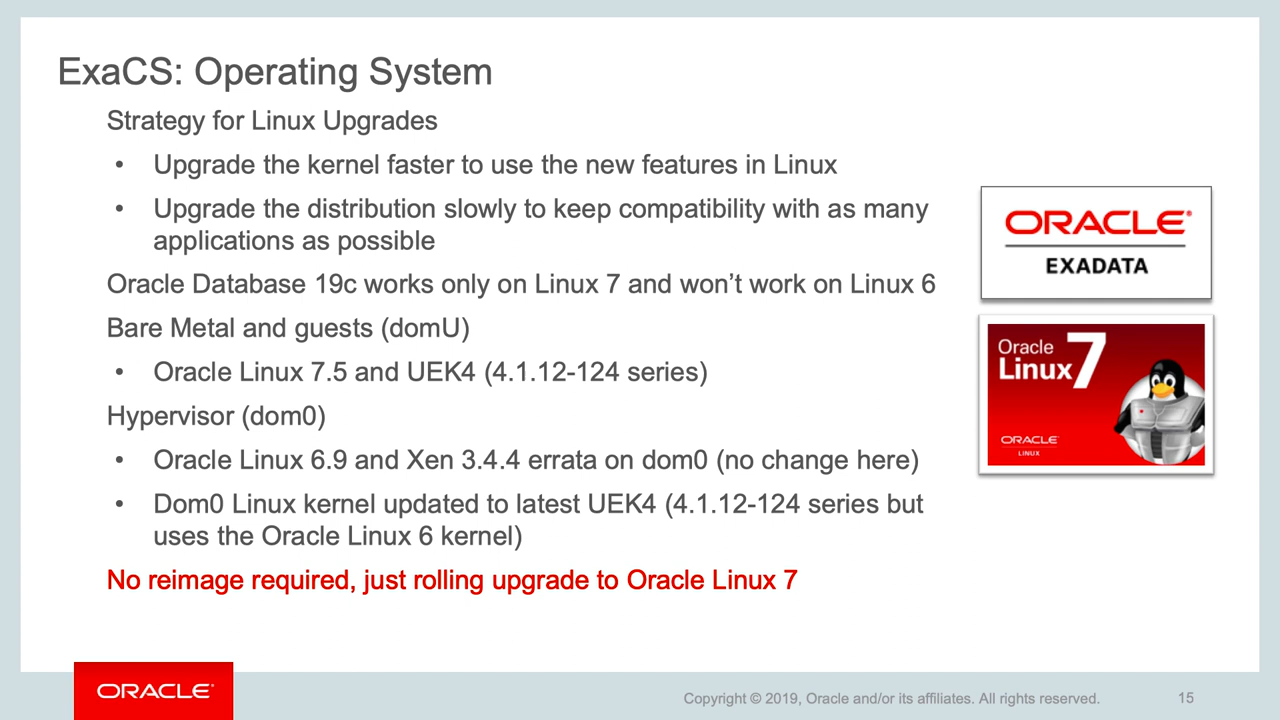 ExaCS: Operating System
Strategy for Linux Upgrades
• Upgrade the kernel faster to use the new features in Linux
• Upgrade the distribution slowly to keep compatibility with as many
applications as possible
Oracle Database 19c works only on Linux 7 and won’t work on Linux 6
Bare Metal and guests (domU)
• Oracle Linux 7.5 and UEK4 (4.1.12-124 series)
Hypervisor (dom0)
• Oracle Linux 6.9 and Xen 3.4.4 errata on dom0 (no change here)
• Dom0 Linux kernel updated to latest UEK4 (4.1.12-124 series but
uses the Oracle Linux 6 kernel)
No reimage required, just rolling upgrade to Oracle Linux 7
ORACLE®
EXADATA
Oracle
Linux 7
ORACLE®
LINUX
ORACLE®
Copyright © 2019, Oracle and/or its affiliates. All rights reserved.
15